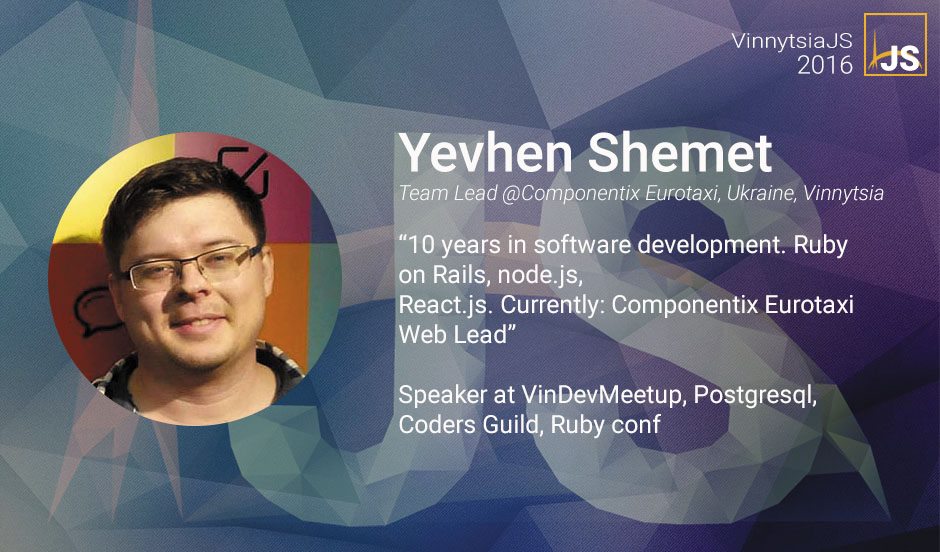 VinnytsiaJS
2016
JS
Yevhen Shemet
Team Lead @Componentix Eurotaxi, Ukraine, Vinnytsia
“10 years in software development. Ruby
on Rails, node.js,
React.js. Currently: Componentix Eurotaxi
Web Lead”
Speaker at VinDevMeetup, Postgresql,
Coders Guild, Ruby conf
JS